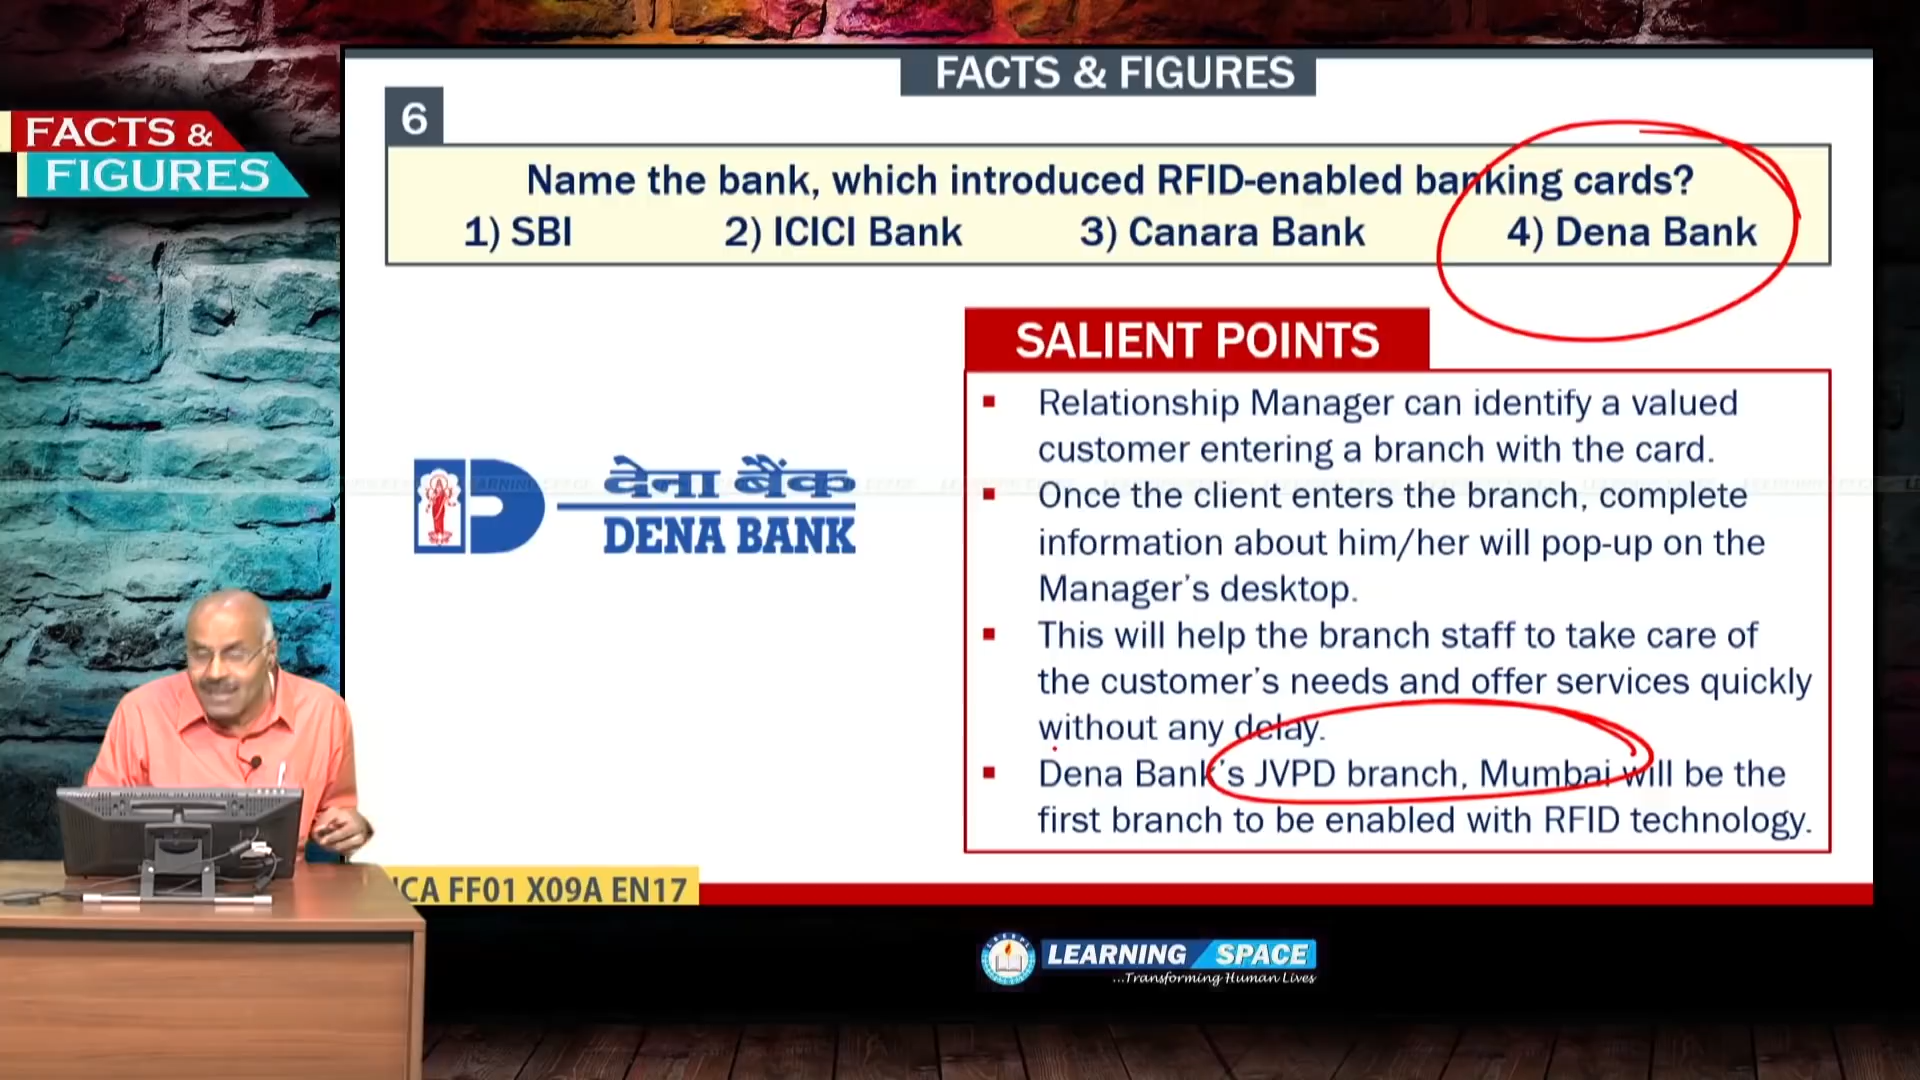 FACTS & FIGURES
FACTS &
FIGURES
6
Name the bank, which introduced RFID-enabled banking cards?
1) SBI 2) ICICI Bank 3) Canara Bank 4) Dena Bank
SALIENT POINTS
▪ Relationship Manager can identify a valued
customer entering a branch with the card.
▪ Once the client enters the branch, complete
information about him/her will pop-up on the
Manager's desktop.
▪ This will help the branch staff to take care of
the customer's needs and offer services quickly
without any delay.
▪ Dena Bank's JVPD branch, Mumbai will be the
first branch to be enabled with RFID technology.
देना बैंक
DENA BANK
CA FF01 X09A EN17
LEARNING SPACE
...Transforming Human Lives